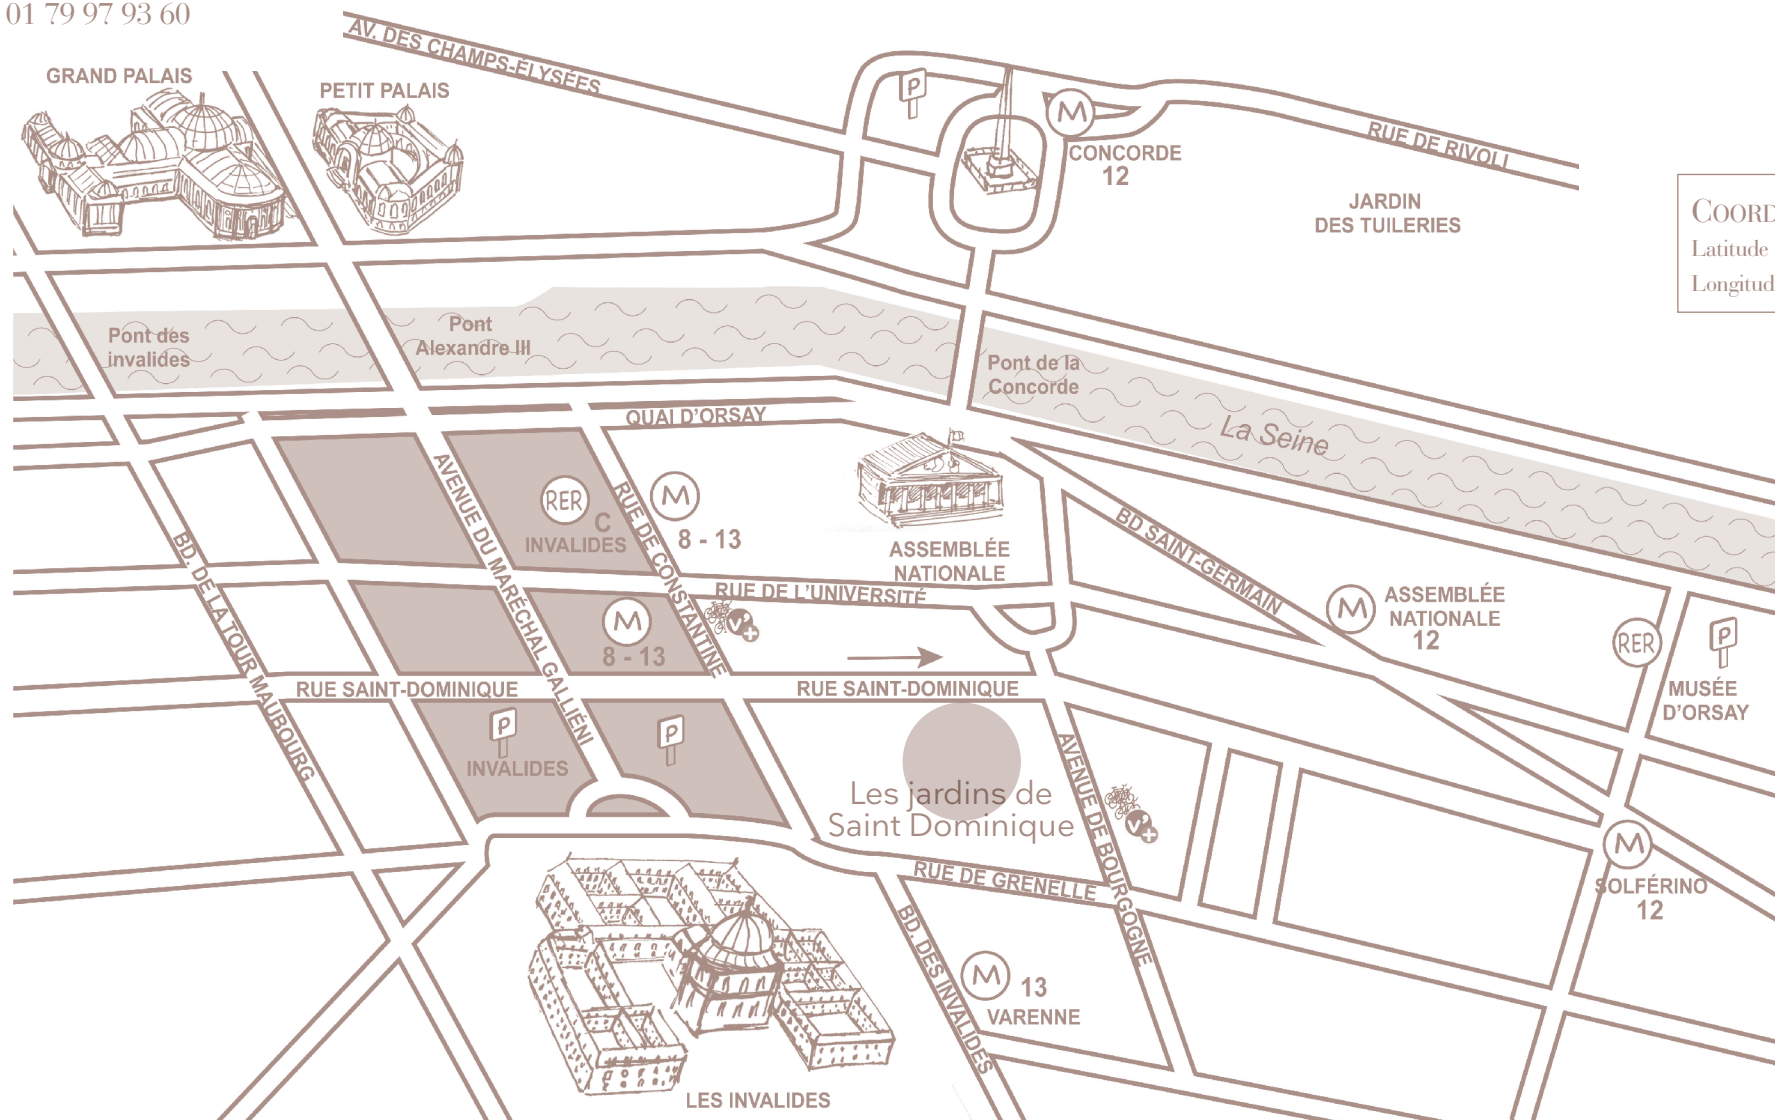 01 79 97 93 60
AV. DES CHAMPS-ÉLYSÉES
GRAND PALAIS
PETIT PALAIS
P
M
CONCORDE
12
RUE DE RIVOLI
JARDIN
DES TUILERIES
COORD
Latitude
Longitud
Pont des
invalides
Pont
Alexandre III
Pont de la
Concorde
La Seine
QUAI D'ORSAY
AVENUE DU MARÉCHAL GALLIÉNI
RER
C
INVALIDES
RUE DE CONSTANTINE
M
8 - 13
ASSEMBLÉE
NATIONALE
BD SAINT-GERMAIN
BD. DE LA TOUR MAUBOURG
RUE DE L'UNIVERSITÉ
M
8 - 13
M
ASSEMBLÉE
NATIONALE
12
RER
P
MUSÉE
D'ORSAY
RUE SAINT-DOMINIQUE
RUE SAINT-DOMINIQUE
P
INVALIDES
P
Les jardins de
Saint Dominique
AVENUE DE BOURGOGNE
RUE DE GRENELLE
M
SOLFÉRINO
12
BD. DES INVALIDES
M
13
VARENNE
LES INVALIDES